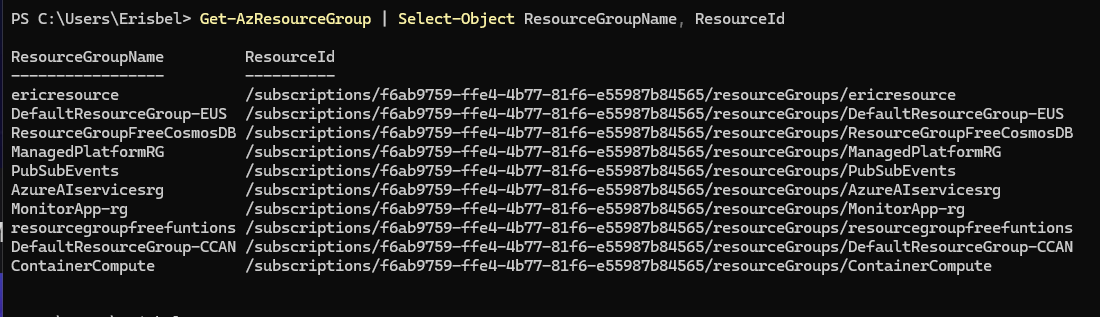 PS C:\Users\Erisbel> Get-AzResourceGroup | Select-Object ResourceGroupName, ResourceId
ResourceGroupName ResourceId
----------------- ----------
ericresource /subscriptions/f6ab9759-ffe4-4b77-81f6-e55987b84565/resourceGroups/ericresource
DefaultResourceGroup-EUS /subscriptions/f6ab9759-ffe4-4b77-81f6-e55987b84565/resourceGroups/DefaultResourceGroup-EUS
ResourceGroupFreeCosmosDB /subscriptions/f6ab9759-ffe4-4b77-81f6-e55987b84565/resourceGroups/ResourceGroupFreeCosmosDB
ManagedPlatformRG /subscriptions/f6ab9759-ffe4-4b77-81f6-e55987b84565/resourceGroups/ManagedPlatformRG
PubSubEvents /subscriptions/f6ab9759-ffe4-4b77-81f6-e55987b84565/resourceGroups/PubSubEvents
AzureAIservicesrg /subscriptions/f6ab9759-ffe4-4b77-81f6-e55987b84565/resourceGroups/AzureAIservicesrg
MonitorApp-rg /subscriptions/f6ab9759-ffe4-4b77-81f6-e55987b84565/resourceGroups/MonitorApp-rg
resourcegroupfreefuntions /subscriptions/f6ab9759-ffe4-4b77-81f6-e55987b84565/resourceGroups/resourcegroupfreefuntions
DefaultResourceGroup-CCAN /subscriptions/f6ab9759-ffe4-4b77-81f6-e55987b84565/resourceGroups/DefaultResourceGroup-CCAN
ContainerCompute /subscriptions/f6ab9759-ffe4-4b77-81f6-e55987b84565/resourceGroups/ContainerCompute